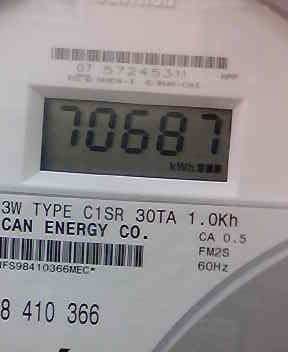 07 57245311
70687
kWh
3W TYPE C1SR 30TA 1.0Kh
CAN ENERGY CO.
CA 0.5
FM2S
60Hz
IFS98410366MEC*
8 410 366